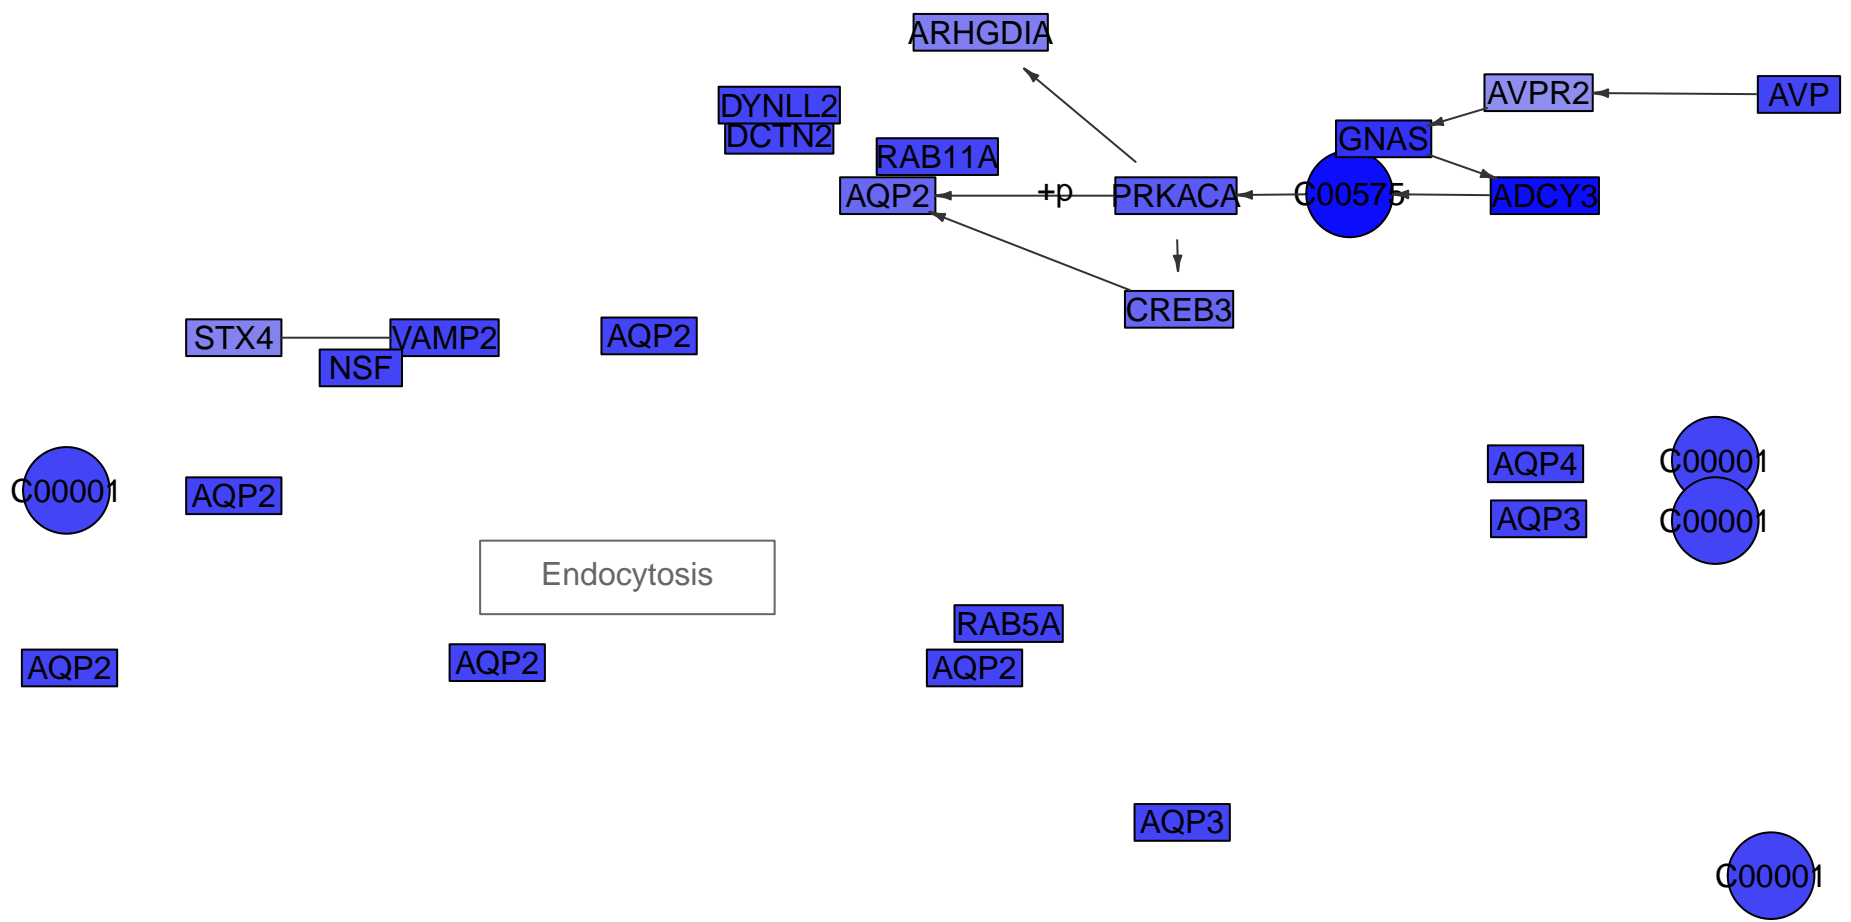 ARHGDIA
DYNLL2
DCTN2
RAB11A
AVPR2
AVP
GNAS
AQP2
+p
PRKACA
C00575
ADCY3
CREB3
STX4
VAMP2
NSF
AQP2
C00001
AQP2
AQP4
C00001
AQP3
C00001
Endocytosis
RAB5A
AQP2
AQP2
AQP2
AQP3
C00001